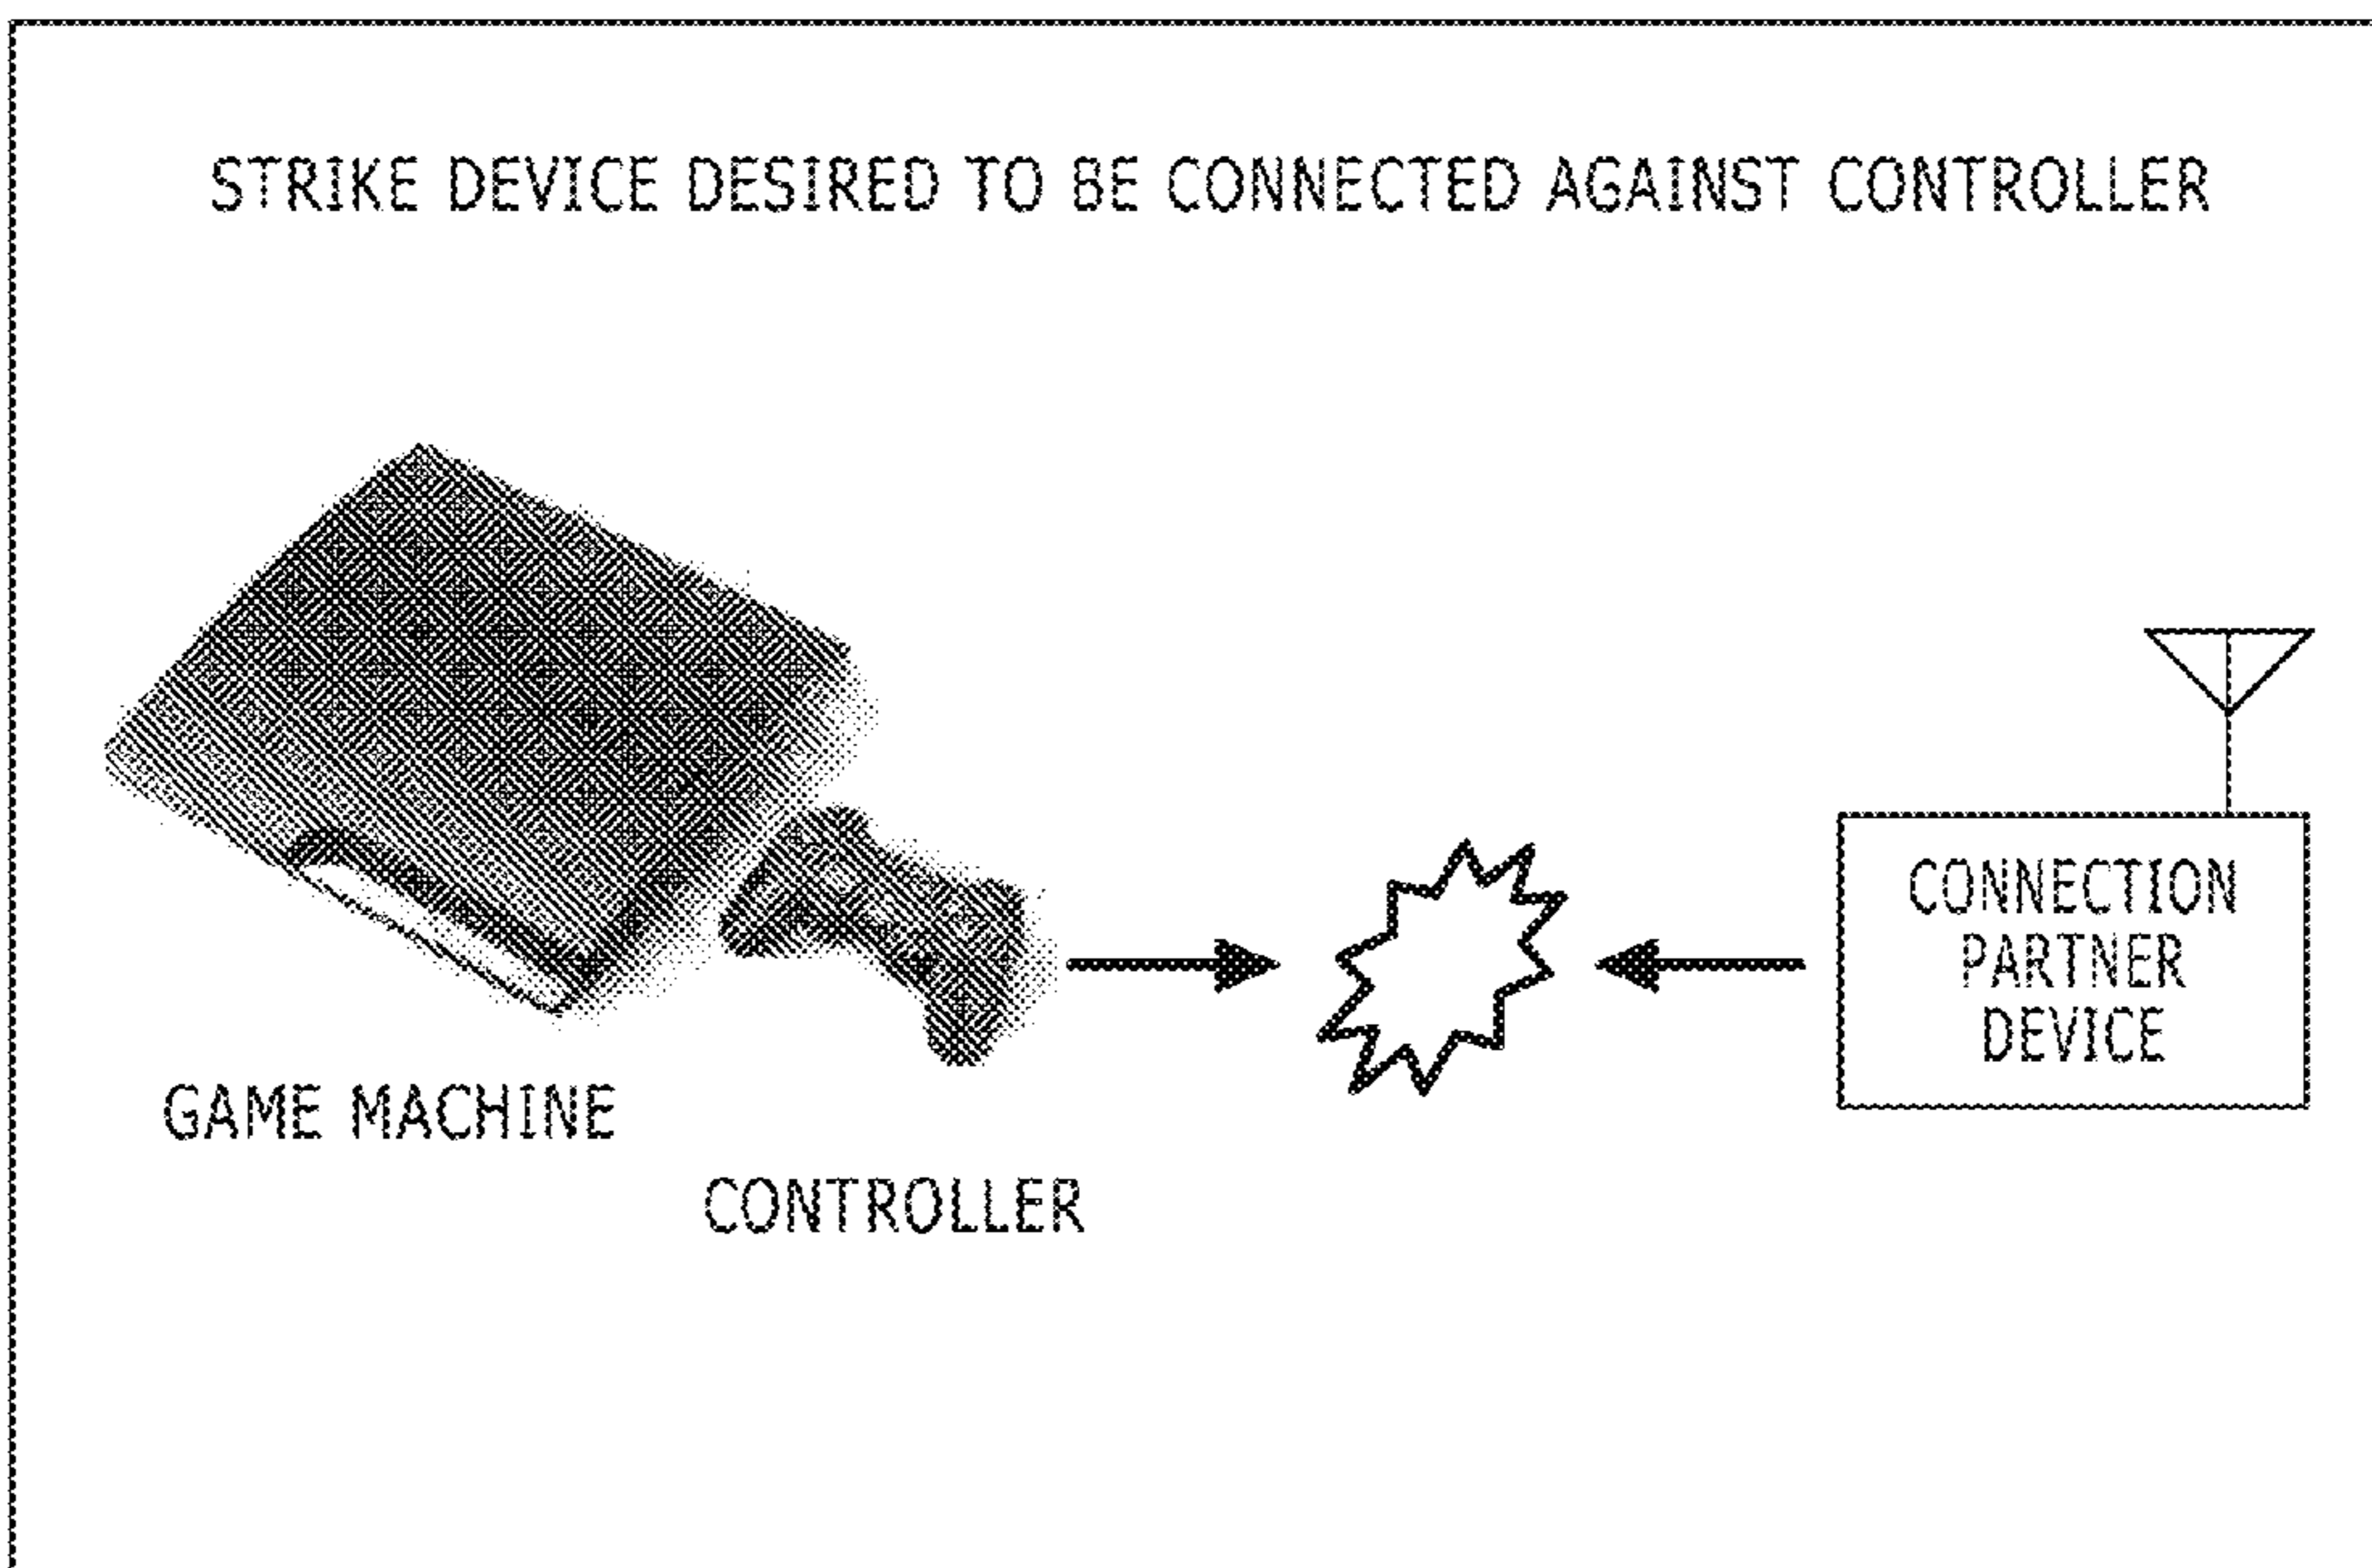 STRIKE DEVICE DESIRED TO BE CONNECTED AGAINST CONTROLLER
CONNECTION
PARTNER
DEVICE
GAME MACHINE
CONTROLLER